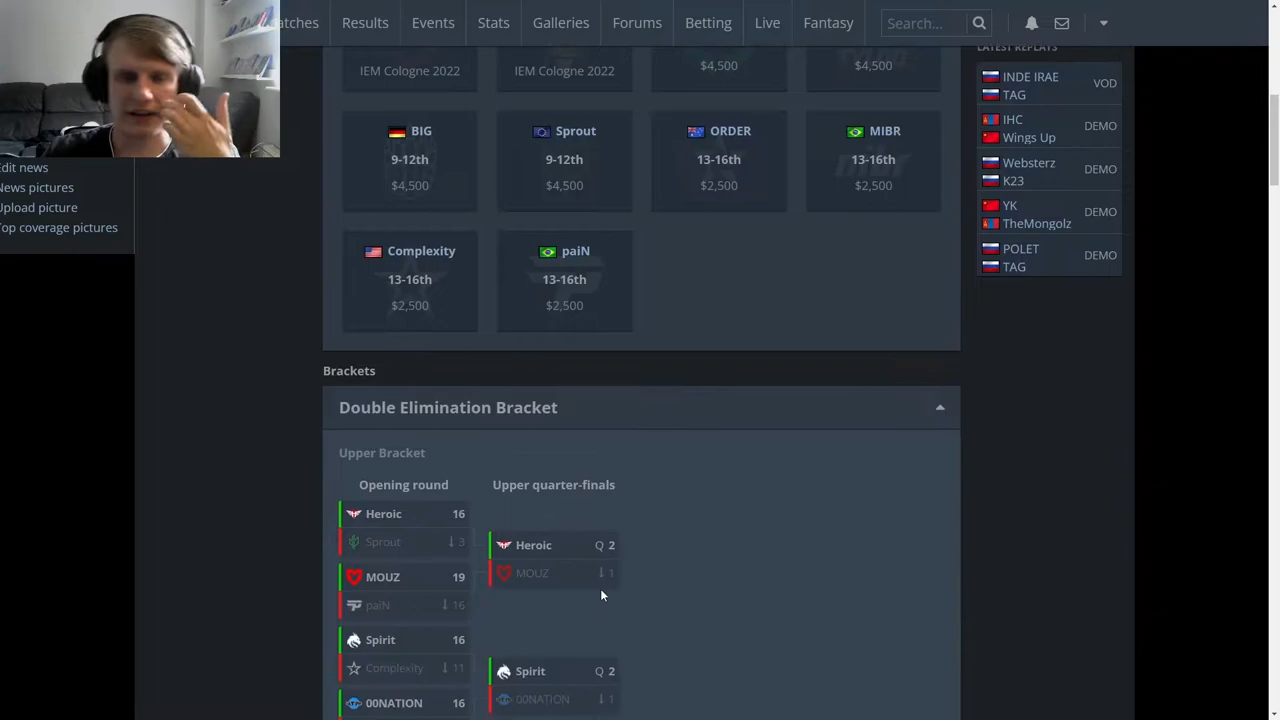 Matches Results Events Stats Galleries Forums Betting Live Fantasy Search...
IEM Cologne 2022
IEM Cologne 2022
$4,500
$4,500
BIG
9-12th
$4,500
Sprout
9-12th
$4,500
ORDER
13-16th
$2,500
MIBR
13-16th
$2,500
Complexity
13-16th
$2,500
paiN
13-16th
$2,500
Edit news
News pictures
Upload picture
Top coverage pictures
Brackets
Double Elimination Bracket
Upper Bracket
Opening round
Heroic 16
Sprout ↓ 3
MOUZ 19
paiN ↓ 16
Spirit 16
Complexity ↓ 11
00NATION 16
Upper quarter-finals
Heroic Q 2
MOUZ ↓ 1
Spirit Q 2
00NATION ↓ 1
LATEST REPLAYS
INDE IRAE
TAG
VOD
IHC
Wings Up
DEMO
Websterz
K23
DEMO
YK
TheMongolz
DEMO
POLET
TAG
DEMO